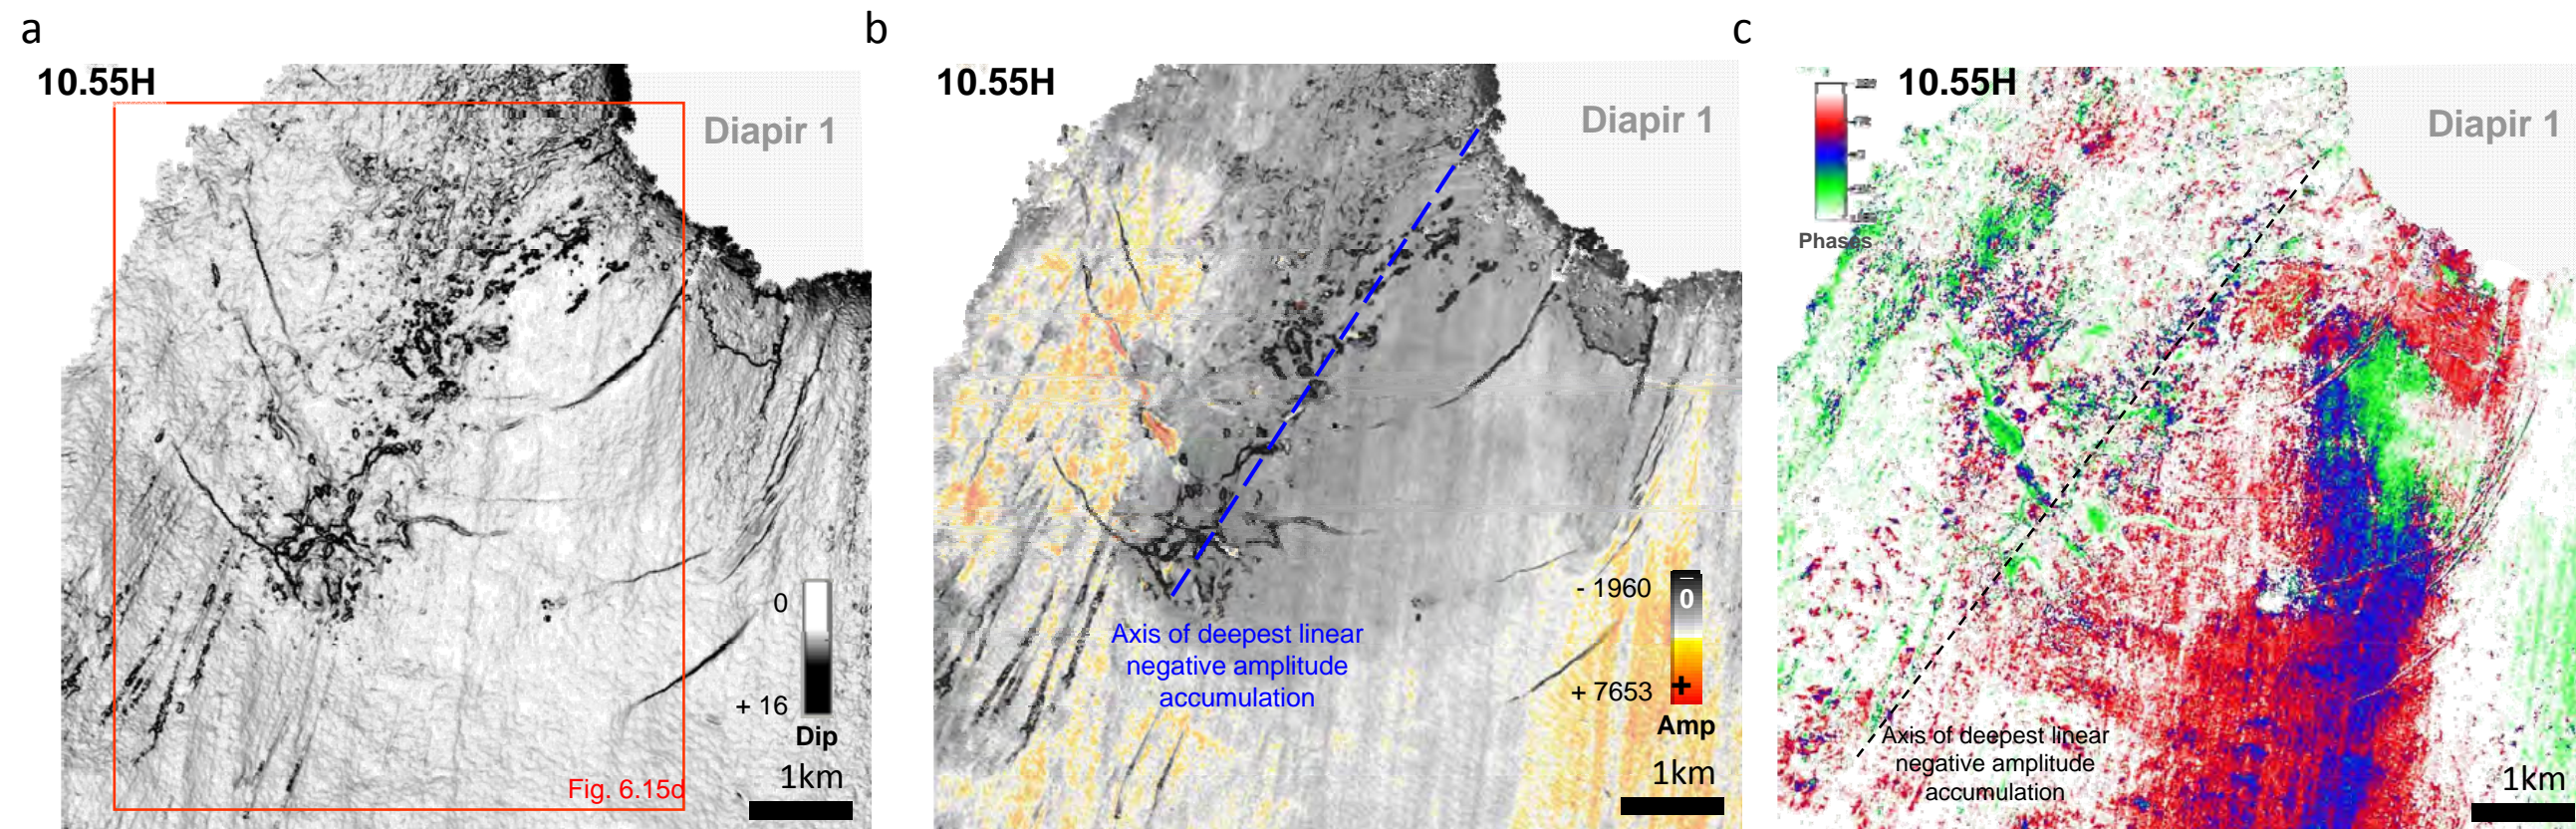 a
10.55H
Diapir 1
0
+ 16
Dip
1km
Fig. 6.15d
b
10.55H
Diapir 1
Axis of deepest linear
negative amplitude
accumulation
- 1960
0
+ 7653
+
Amp
1km
c
10.55H
Diapir 1
Phases
Axis of deepest linear
negative amplitude
accumulation
1km